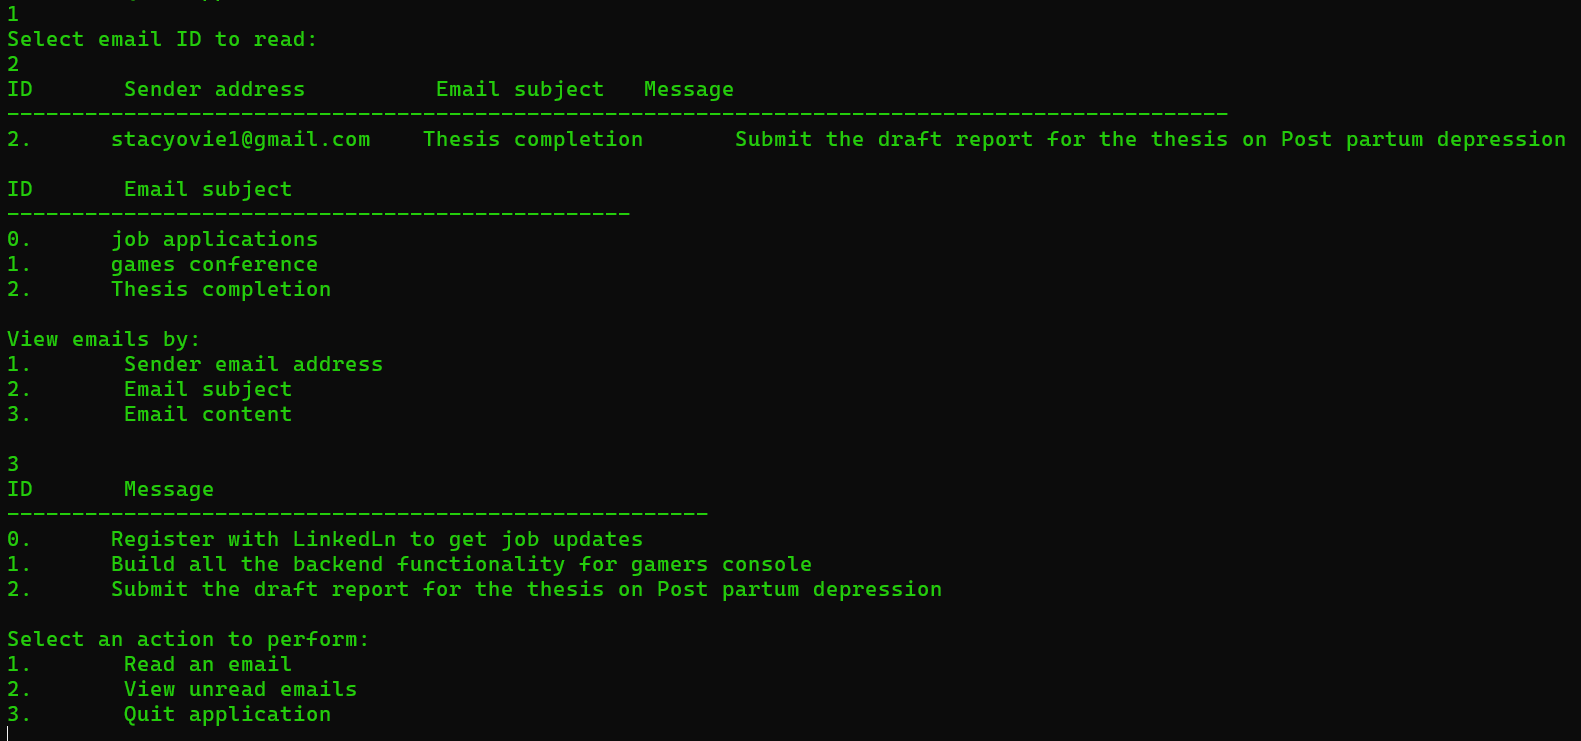 1
Select email ID to read:
2
ID Sender address Email subject Message
----------------------------------------------------------------------------------------------
2. stacyovie1@gmail.com Thesis completion Submit the draft report for the thesis on Post partum depression
ID Email subject
------------------------------------------------
0. job applications
1. games conference
2. Thesis completion
View emails by:
1. Sender email address
2. Email subject
3. Email content
3
ID Message
------------------------------------------------------
0. Register with LinkedLn to get job updates
1. Build all the backend functionality for gamers console
2. Submit the draft report for the thesis on Post partum depression
Select an action to perform:
1. Read an email
2. View unread emails
3. Quit application